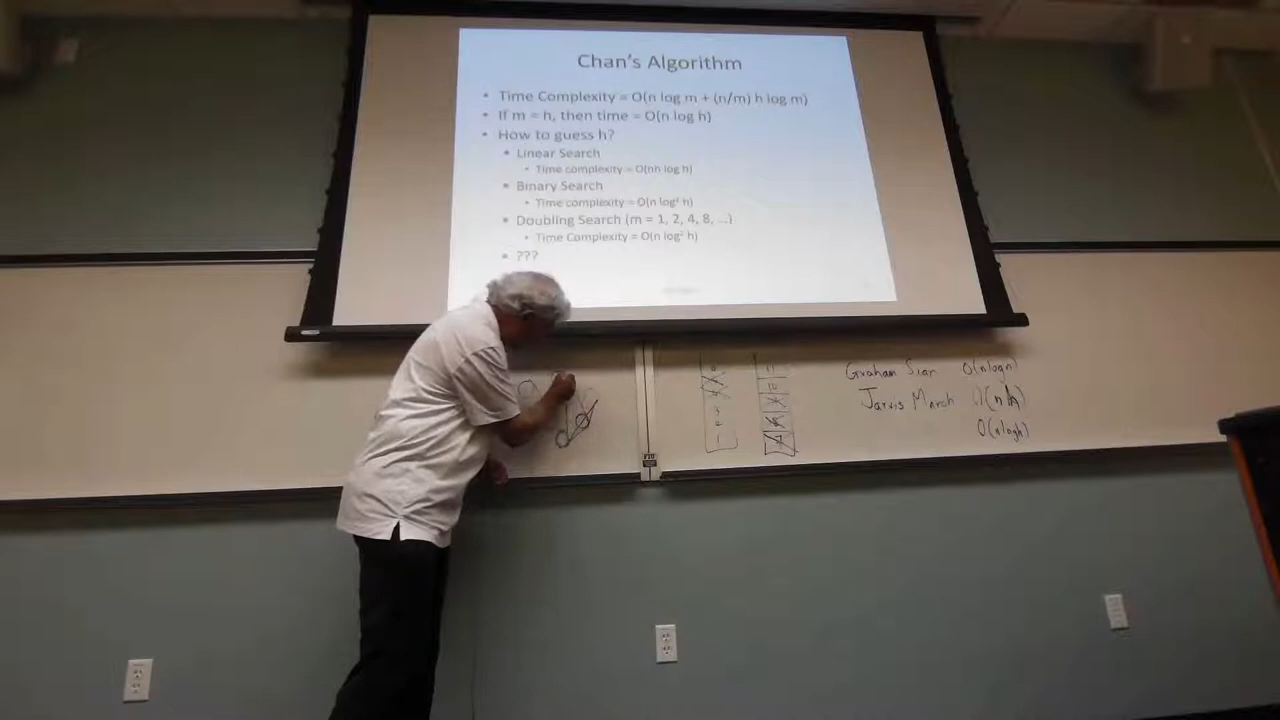 Chan's Algorithm
• Time Complexity = O(n log m + (n/m) h log m)
• If m = h, then time = O(n log h)
• How to guess h?
• Linear Search
• Time complexity = O(nh log h)
• Binary Search
• Time complexity = O(n log² h)
• Doubling Search (m = 1, 2, 4, 8, …)
• Time Complexity = O(n log² h)
• ???
Graham Scan O(nlogn)
Jarvis March O(nh)
O(nlogh)